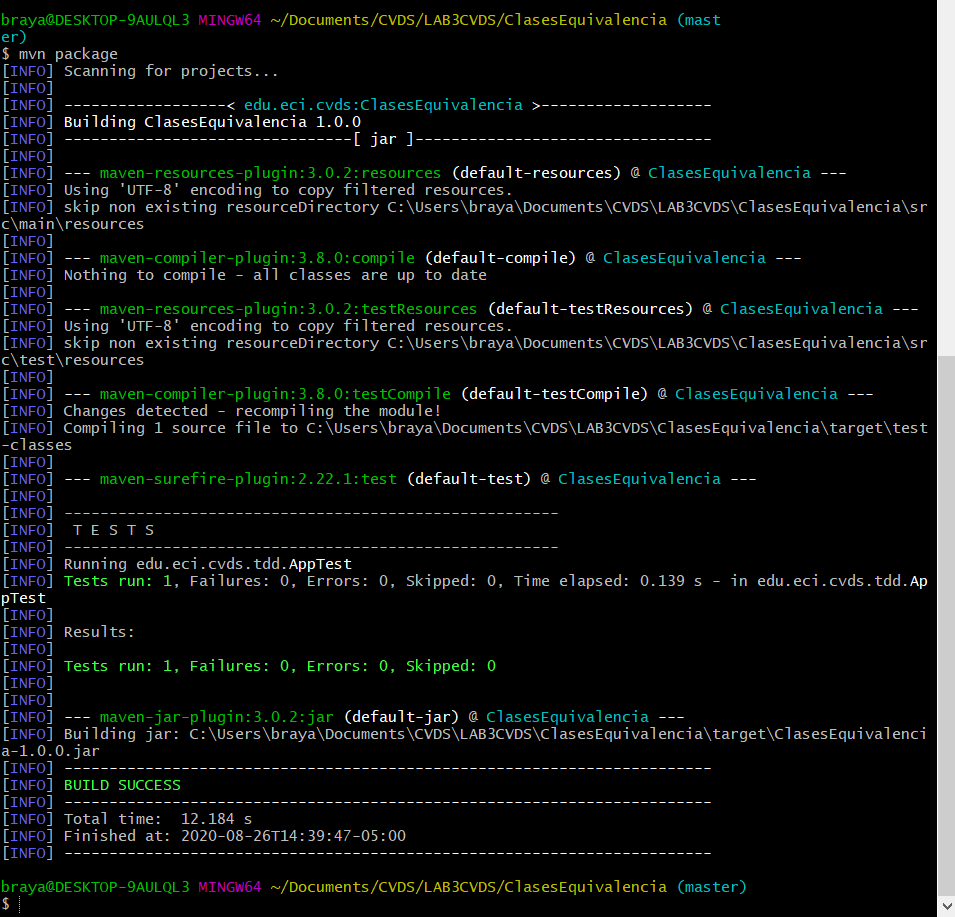 braya@DESKTOP-9AULQL3 MINGW64 ~/Documents/CVDS/LAB3CVDS/ClasesEquivalencia (mast
er)
$ mvn package
[INFO] Scanning for projects...
[INFO]
[INFO] ------------------< edu.eci.cvds:ClasesEquivalencia >-------------------
[INFO] Building ClasesEquivalencia 1.0.0
[INFO] --------------------------------[ jar ]---------------------------------
[INFO]
[INFO] --- maven-resources-plugin:3.0.2:resources (default-resources) @ ClasesEquivalencia ---
[INFO] Using 'UTF-8' encoding to copy filtered resources.
[INFO] skip non existing resourceDirectory C:\Users\braya\Documents\CVDS\LAB3CVDS\ClasesEquivalencia\sr
c\main\resources
[INFO]
[INFO] --- maven-compiler-plugin:3.8.0:compile (default-compile) @ ClasesEquivalencia ---
[INFO] Nothing to compile - all classes are up to date
[INFO]
[INFO] --- maven-resources-plugin:3.0.2:testResources (default-testResources) @ ClasesEquivalencia ---
[INFO] Using 'UTF-8' encoding to copy filtered resources.
[INFO] skip non existing resourceDirectory C:\Users\braya\Documents\CVDS\LAB3CVDS\ClasesEquivalencia\sr
c\test\resources
[INFO]
[INFO] --- maven-compiler-plugin:3.8.0:testCompile (default-testCompile) @ ClasesEquivalencia ---
[INFO] Changes detected - recompiling the module!
[INFO] Compiling 1 source file to C:\Users\braya\Documents\CVDS\LAB3CVDS\ClasesEquivalencia\target\test
-classes
[INFO]
[INFO] --- maven-surefire-plugin:2.22.1:test (default-test) @ ClasesEquivalencia ---
[INFO]
[INFO] -------------------------------------------------------
[INFO]  T E S T S
[INFO] -------------------------------------------------------
[INFO] Running edu.eci.cvds.tdd.AppTest
[INFO] Tests run: 1, Failures: 0, Errors: 0, Skipped: 0, Time elapsed: 0.139 s - in edu.eci.cvds.tdd.Ap
pTest
[INFO]
[INFO] Results:
[INFO]
[INFO] Tests run: 1, Failures: 0, Errors: 0, Skipped: 0
[INFO]
[INFO]
[INFO] --- maven-jar-plugin:3.0.2:jar (default-jar) @ ClasesEquivalencia ---
[INFO] Building jar: C:\Users\braya\Documents\CVDS\LAB3CVDS\ClasesEquivalencia\target\ClasesEquivalenci
a-1.0.0.jar
[INFO] ------------------------------------------------------------------------
[INFO] BUILD SUCCESS
[INFO] ------------------------------------------------------------------------
[INFO] Total time:  12.184 s
[INFO] Finished at: 2020-08-26T14:39:47-05:00
[INFO] ------------------------------------------------------------------------
braya@DESKTOP-9AULQL3 MINGW64 ~/Documents/CVDS/LAB3CVDS/ClasesEquivalencia (master)
$